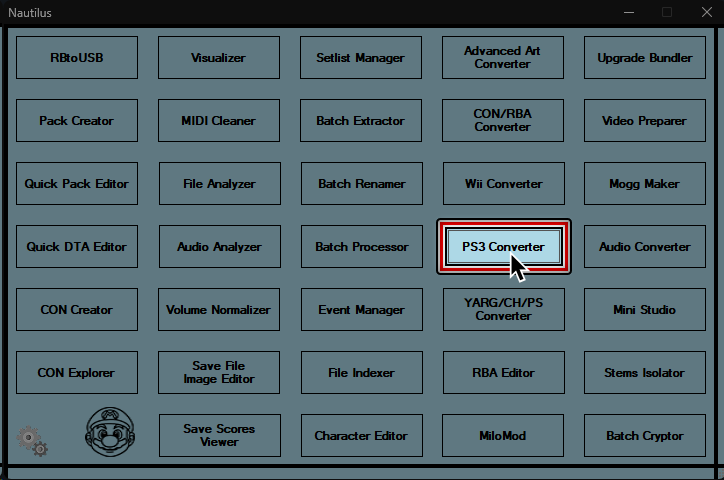 Nautilus
RBtoUSB
Visualizer
Setlist Manager
Advanced Art
Converter
Upgrade Bundler
Pack Creator
MIDI Cleaner
Batch Extractor
CON/RBA
Converter
Video Preparer
Quick Pack Editor
File Analyzer
Batch Renamer
Wii Converter
Mogg Maker
Quick DTA Editor
Audio Analyzer
Batch Processor
PS3 Converter
Audio Converter
CON Creator
Volume Normalizer
Event Manager
YARG/CH/PS
Converter
Mini Studio
CON Explorer
Save File
Image Editor
File Indexer
RBA Editor
Stems Isolator
Save Scores
Viewer
Character Editor
MiloMod
Batch Cryptor